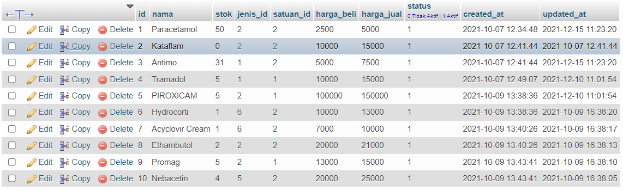 id nama stok jenis_id satuan_id harga_beli harga_jual status 0 Tidak Aktif | 1 Aktif created_at updated_at
Edit Copy Delete 1 Paracetamol 50 2 2 2500 5000 1 2021-10-07 12:34:48 2021-12-15 11:23:20
Edit Copy Delete 2 Kataflam 0 2 2 10000 15000 1 2021-10-07 12:41:44 2021-10-07 12:41:44
Edit Copy Delete 3 Antimo 31 1 2 5000 7000 1 2021-10-07 12:41:44 2021-12-15 11:23:20
Edit Copy Delete 4 Tramadol 5 1 1 10000 15000 1 2021-10-07 12:49:07 2021-12-10 11:01:54
Edit Copy Delete 5 PIROXICAM 5 2 1 100000 150000 1 2021-10-09 13:38:36 2021-12-10 11:01:54
Edit Copy Delete 6 Hydrocorti 1 6 2 10000 13000 1 2021-10-09 13:38:36 2021-10-09 16:38:20
Edit Copy Delete 7 Acyclovir Cream 1 6 2 7000 10000 1 2021-10-09 13:40:26 2021-10-09 16:38:17
Edit Copy Delete 8 Ethambutol 2 2 2 20000 21000 1 2021-10-09 13:40:26 2021-10-09 16:38:13
Edit Copy Delete 9 Promag 5 2 1 13000 15000 1 2021-10-09 13:43:41 2021-10-09 16:38:10
Edit Copy Delete 10 Nebacetin 4 5 2 20000 25000 1 2021-10-09 13:43:41 2021-10-09 16:38:05